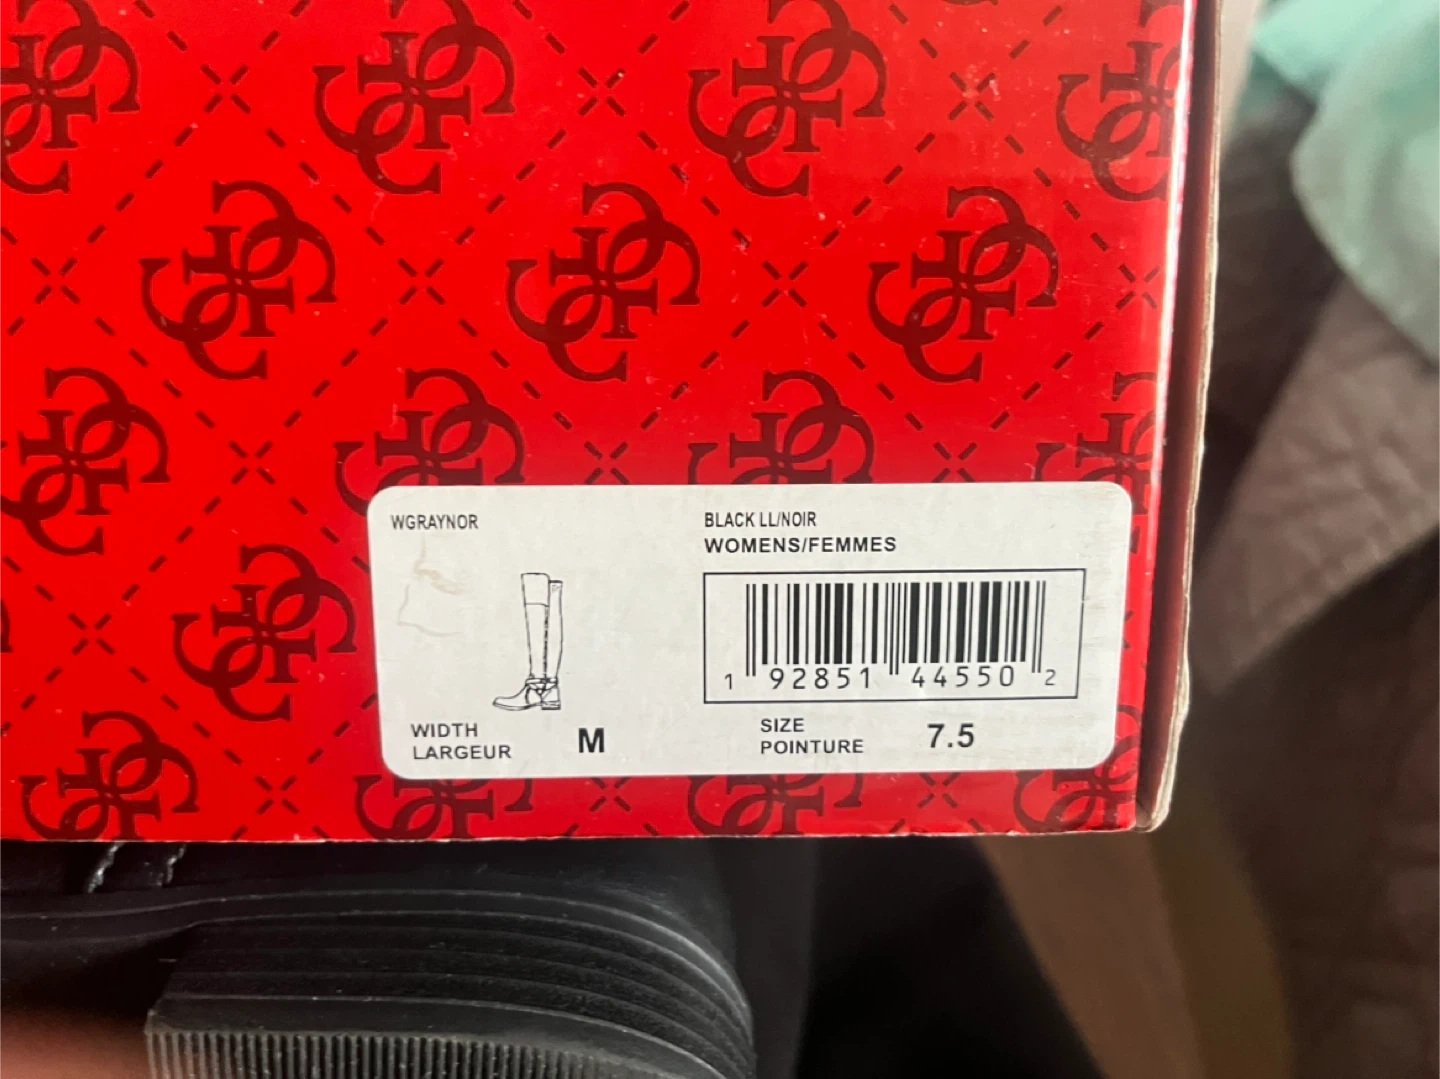 WGRAYNOR
BLACK LL/NOIR
WOMENS/FEMMES
1 92851 44550 2
WIDTH
LARGEUR
M
SIZE
POINTURE
7.5